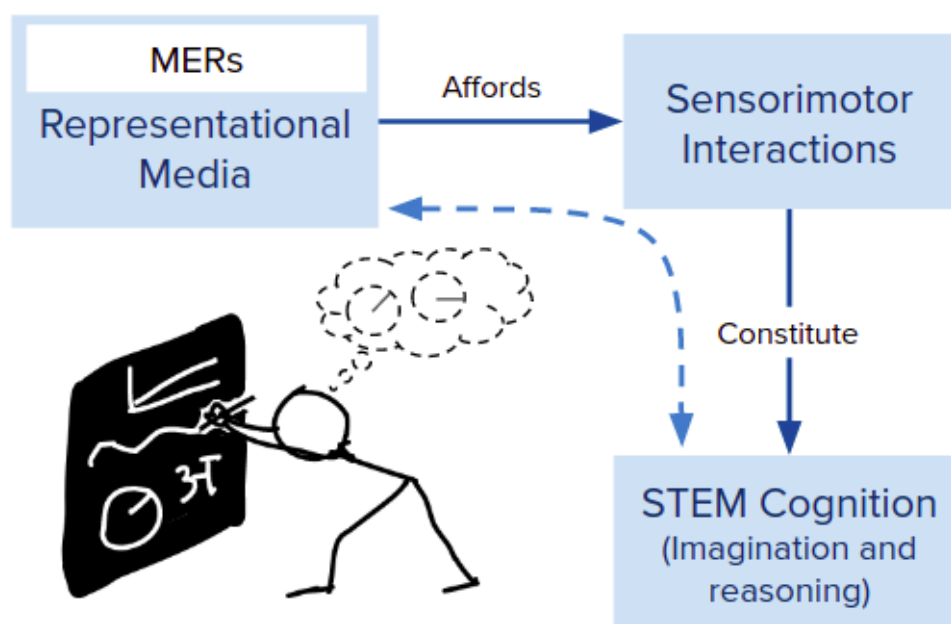 MERs
Representational
Media
Affords
Sensorimotor
Interactions
Constitute
STEM Cognition
(Imagination and
reasoning)
अ